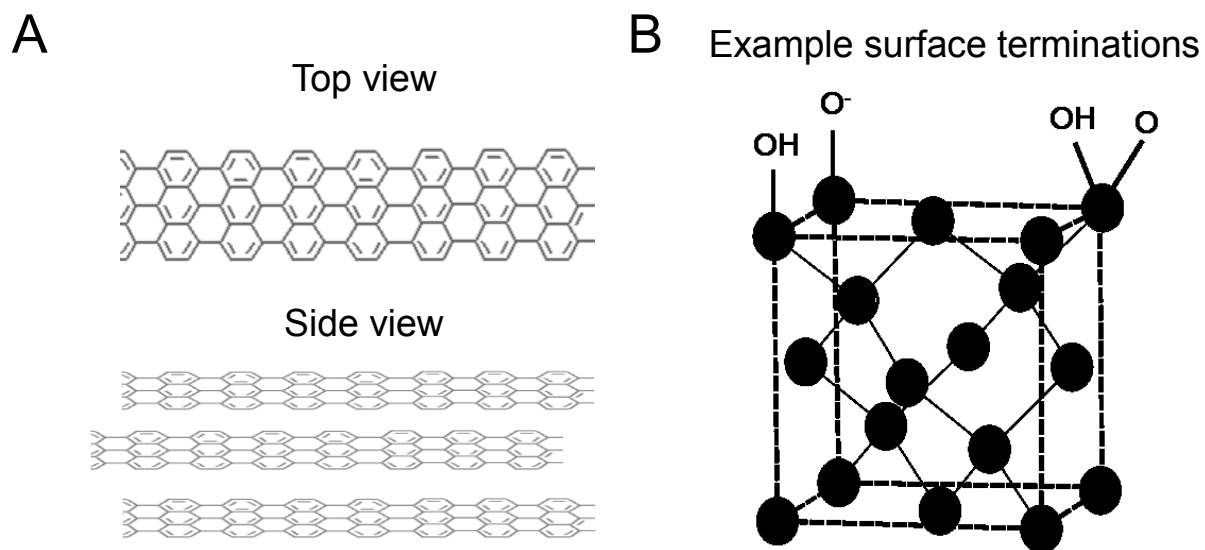 A
Top view
Side view
B
Example surface terminations
OH
O-
OH
O